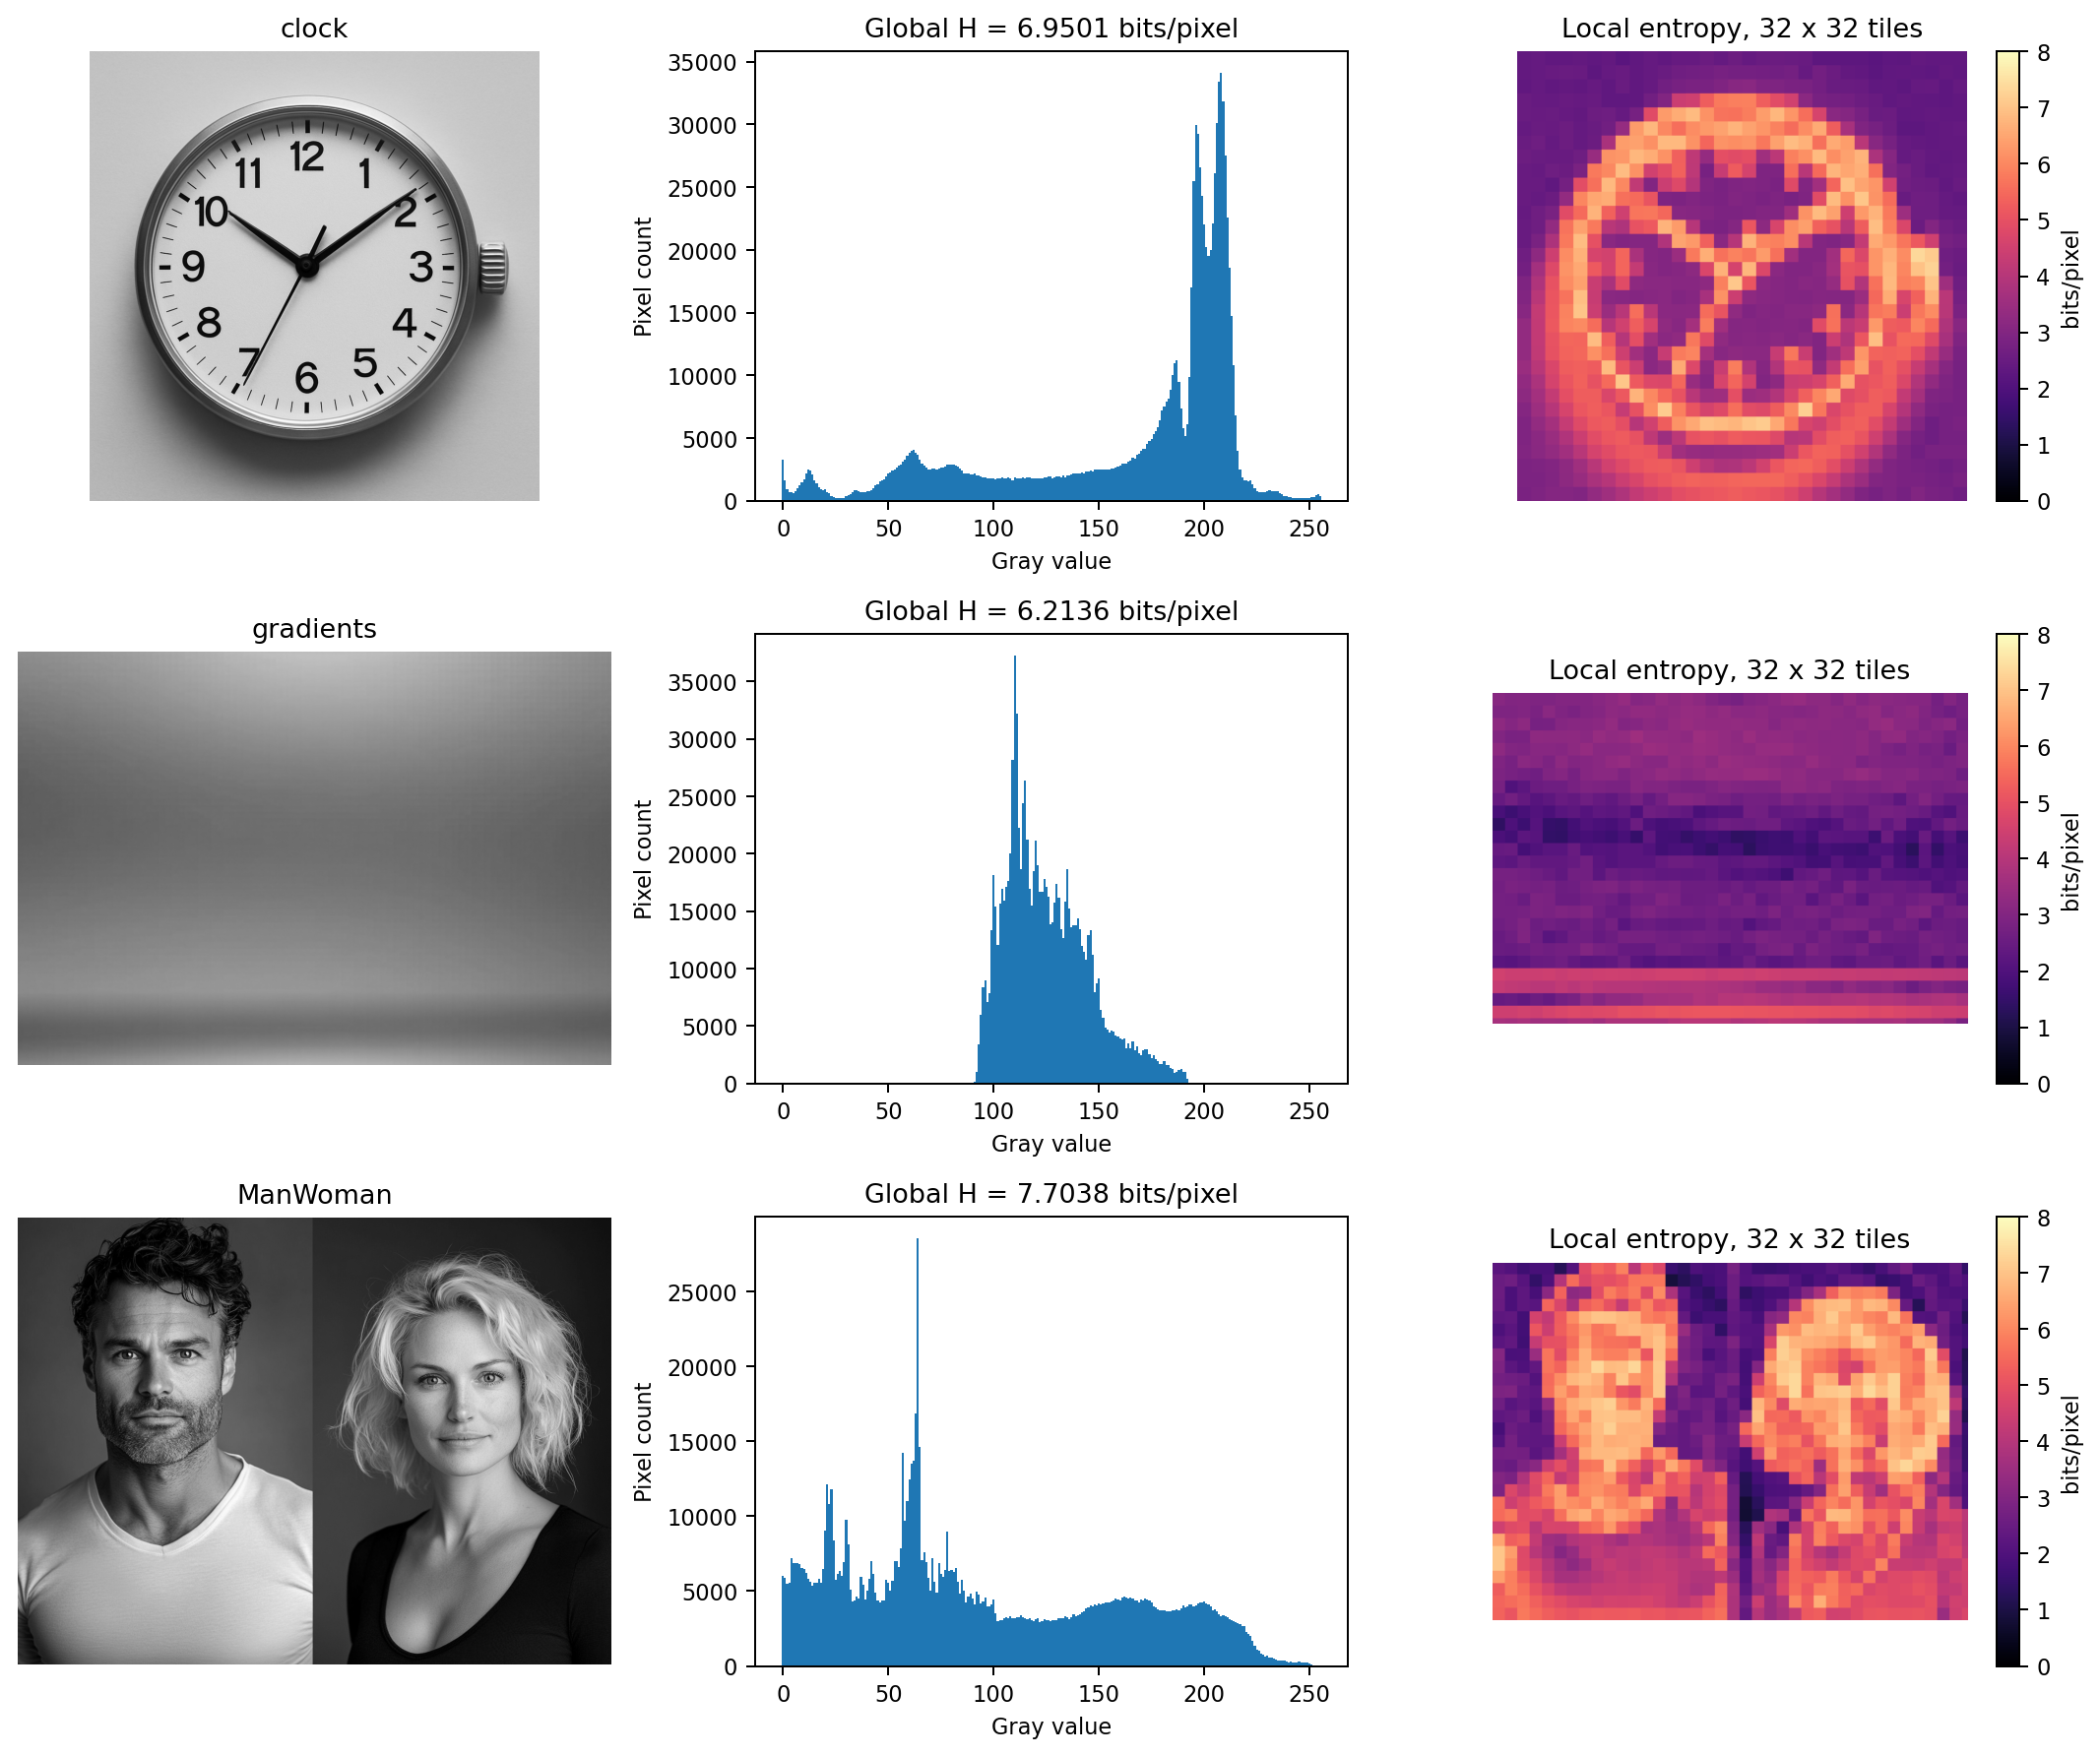 clock
12
11
1
10
2
9
3
8
4
7
5
6
Global H = 6.9501 bits/pixel
35000
30000
25000
20000
15000
10000
5000
0
Pixel count
0 50 100 150 200 250
Gray value
Local entropy, 32 x 32 tiles
8
7
6
5
4
3
2
1
0
bits/pixel
gradients
Global H = 6.2136 bits/pixel
35000
30000
25000
20000
15000
10000
5000
0
Pixel count
0 50 100 150 200 250
Gray value
Local entropy, 32 x 32 tiles
8
7
6
5
4
3
2
1
0
bits/pixel
ManWoman
Global H = 7.7038 bits/pixel
25000
20000
15000
10000
5000
0
Pixel count
0 50 100 150 200 250
Gray value
Local entropy, 32 x 32 tiles
8
7
6
5
4
3
2
1
0
bits/pixel